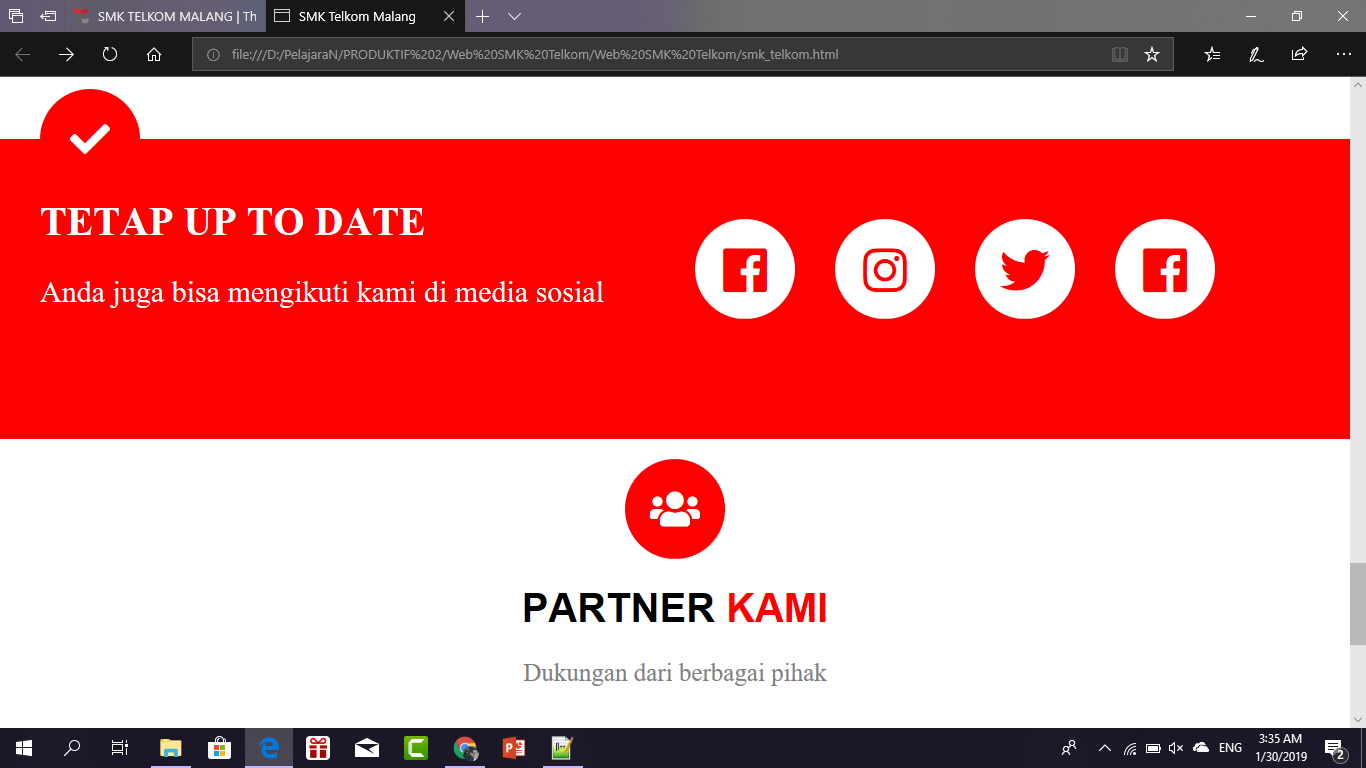 SMK TELKOM MALANG | Th
SMK Telkom Malang
file:///D:/PelajaraN/PRODUKTIF%202/Web%20SMK%20Telkom/Web%20SMK%20Telkom/smk_telkom.html
TETAP UP TO DATE
Anda juga bisa mengikuti kami di media sosial
PARTNER KAMI
Dukungan dari berbagai pihak
ENG
3:35 AM
1/30/2019
2